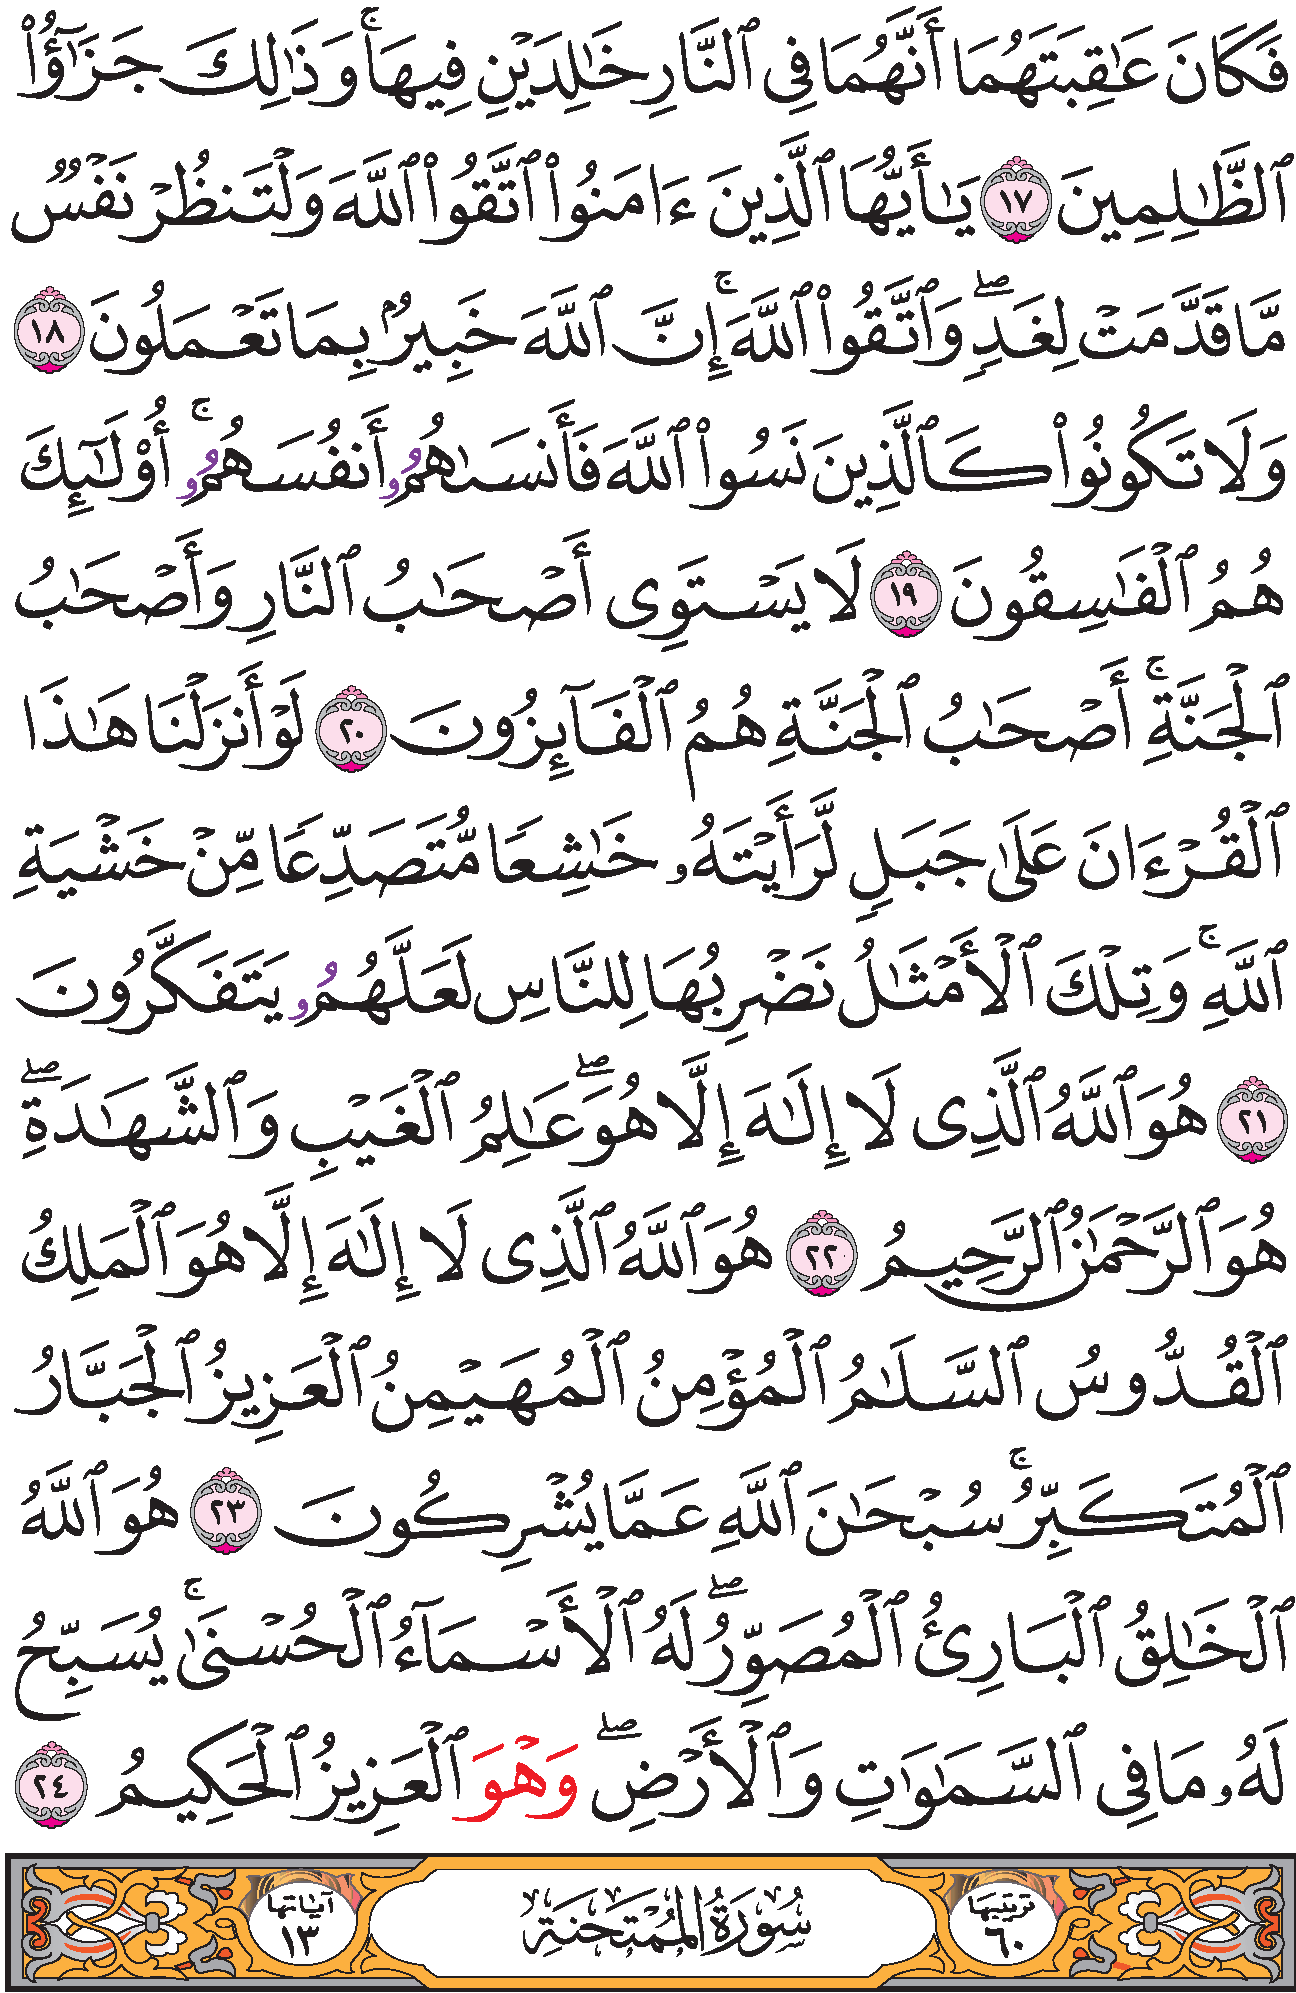 فَكَانَ عَٰقِبَتَهُمَا أَنَّهُمَا فِي ٱلنَّارِ خَٰلِدَيۡنِ فِيهَاۚ وَذَٰلِكَ جَزَٰٓؤُاْ
ٱلظَّٰلِمِينَ ١٧ يَٰأَيُّهَا ٱلَّذِينَ ءَامَنُواْ ٱتَّقُواْ ٱللَّهَ وَلۡتَنظُرۡ نَفۡسٞ
مَّا قَدَّمَتۡ لِغَدٖۖ وَٱتَّقُواْ ٱللَّهَۚ إِنَّ ٱللَّهَ خَبِيرُۢ بِمَا تَعۡمَلُونَ ١٨
وَلَا تَكُونُواْ كَٱلَّذِينَ نَسُواْ ٱللَّهَ فَأَنسَىٰهُمُۥ أَنفُسَهُمُۥۚ أُوْلَٰٓئِكَ
هُمُ ٱلۡفَٰسِقُونَ ١٩ لَا يَسۡتَوِي أَصۡحَٰبُ ٱلنَّارِ وَأَصۡحَٰبُ
ٱلۡجَنَّةِۚ أَصۡحَٰبُ ٱلۡجَنَّةِ هُمُ ٱلۡفَآئِزُونَ ٢٠ لَوۡ أَنزَلۡنَا هَٰذَا
ٱلۡقُرۡءَانَ عَلَىٰ جَبَلٖ لَّرَأَيۡتَهُۥ خَٰشِعٗا مُّتَصَدِّعٗا مِّنۡ خَشۡيَةِ
ٱللَّهِۚ وَتِلۡكَ ٱلۡأَمۡثَٰلُ نَضۡرِبُهَا لِلنَّاسِ لَعَلَّهُمُۥ يَتَفَكَّرُونَ
٢١ هُوَ ٱللَّهُ ٱلَّذِي لَا إِلَٰهَ إِلَّا هُوَۖ عَٰلِمُ ٱلۡغَيۡبِ وَٱلشَّهَٰدَةِۖ
هُوَ ٱلرَّحۡمَٰنُ ٱلرَّحِيمُ ٢٢ هُوَ ٱللَّهُ ٱلَّذِي لَا إِلَٰهَ إِلَّا هُوَ ٱلۡمَلِكُ
ٱلۡقُدُّوسُ ٱلسَّلَٰمُ ٱلۡمُؤۡمِنُ ٱلۡمُهَيۡمِنُ ٱلۡعَزِيزُ ٱلۡجَبَّارُ
ٱلۡمُتَكَبِّرُۚ سُبۡحَٰنَ ٱللَّهِ عَمَّا يُشۡرِكُونَ ٢٣ هُوَ ٱللَّهُ
ٱلۡخَٰلِقُ ٱلۡبَارِئُ ٱلۡمُصَوِّرُۖ لَهُ ٱلۡأَسۡمَآءُ ٱلۡحُسۡنَىٰۚ يُسَبِّحُ
لَهُۥ مَا فِي ٱلسَّمَٰوَٰتِ وَٱلۡأَرۡضِۖ وَهۡوَ ٱلۡعَزِيزُ ٱلۡحَكِيمُ ٢٤
ترتيبها ٦٠ سُورَةُ المُمۡتَحنَةِ آياتها ١٣